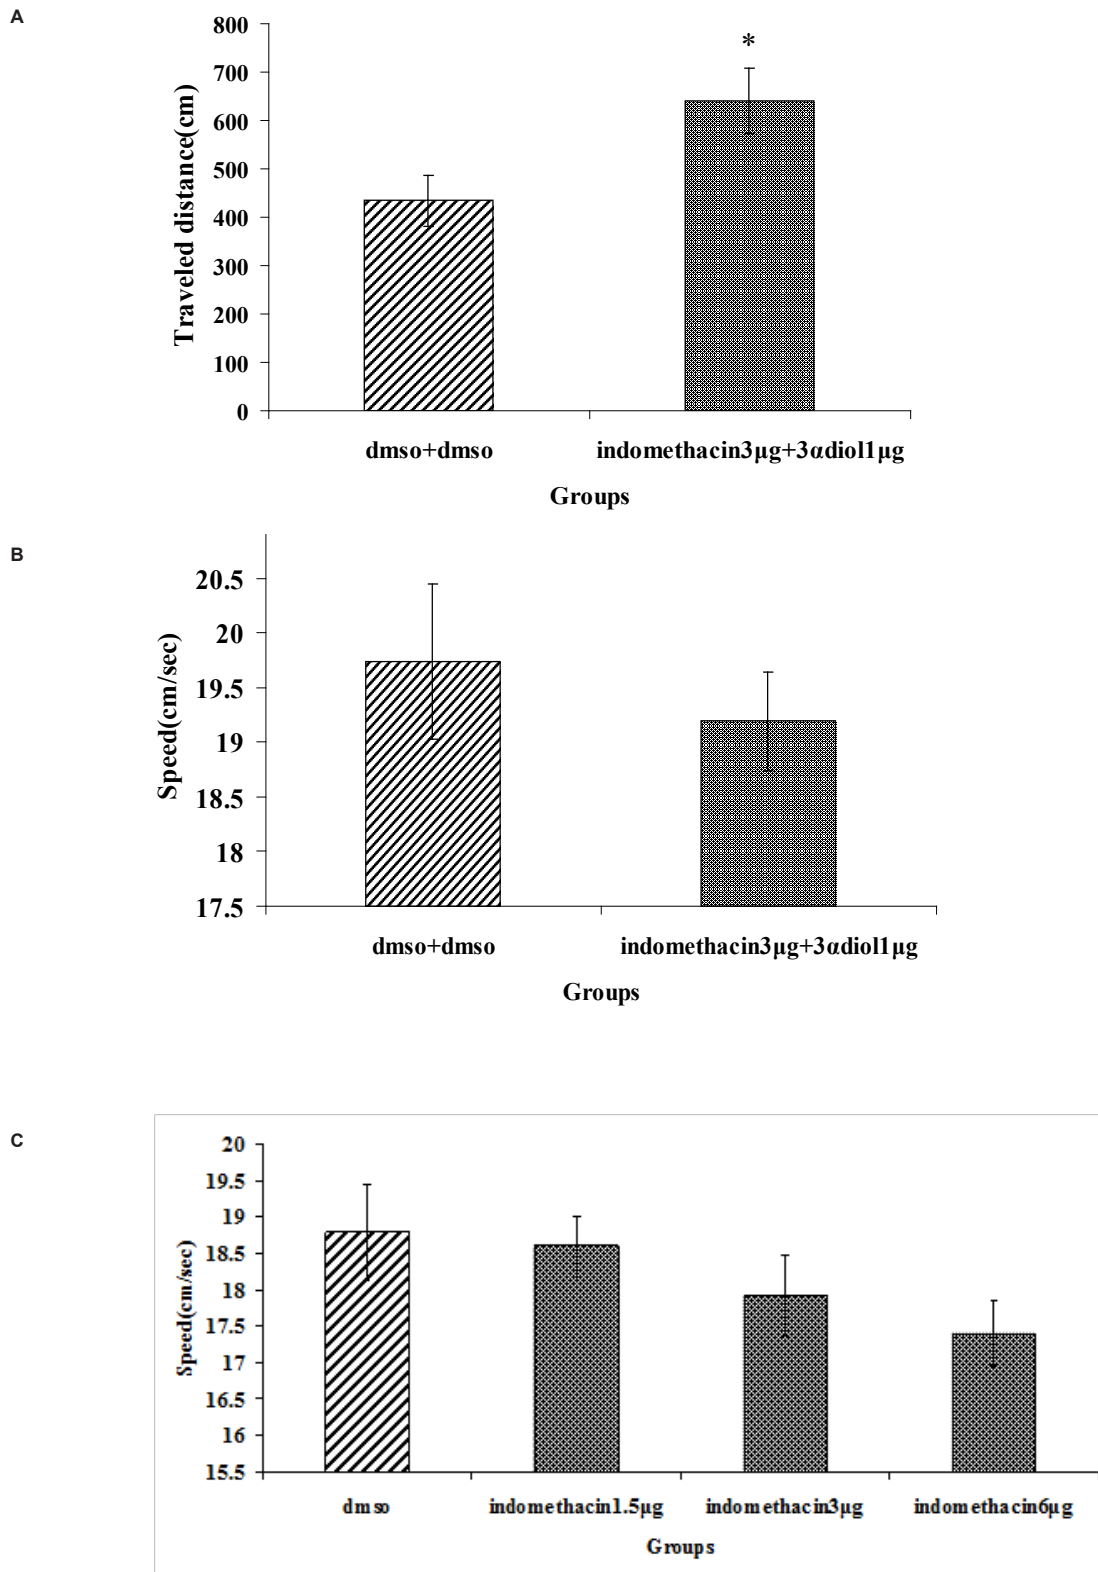 A
800
700
600
500
400
300
200
100
0
Traveled distance(cm)
*
dmso+dmso
indomethacin3µg+3αdiol1µg
Groups
B
20.5
20
19.5
19
18.5
18
17.5
Speed(cm/sec)
dmso+dmso
indomethacin3µg+3αdiol1µg
Groups
C
20
19.5
19
18.5
18
17.5
17
16.5
16
15.5
Speed(cm/sec)
dmso
indomethacin1.5µg
indomethacin3µg
indomethacin6µg
Groups